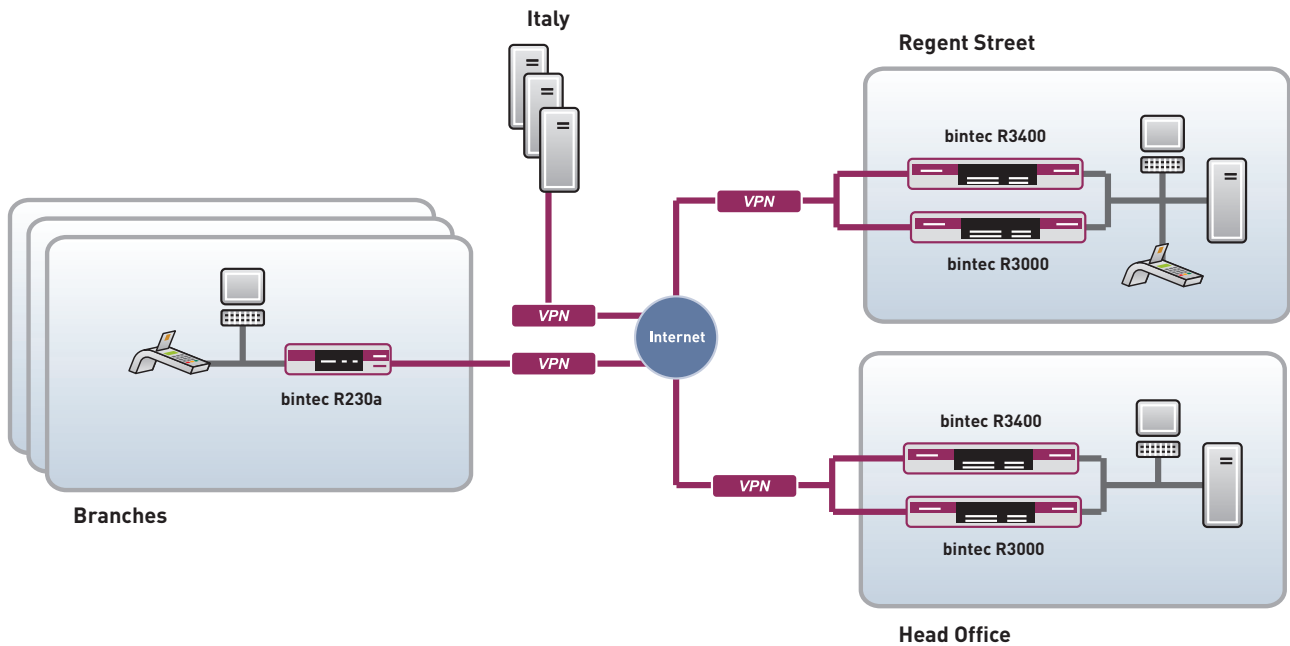 Italy
Regent Street
bintec R3400
VPN
bintec R3000
VPN
Internet
VPN
bintec R230a
bintec R3400
VPN
bintec R3000
Branches
Head Office